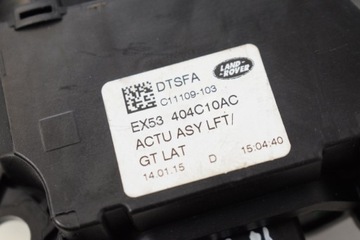 LAND-
ROVER
DTSFA
C11109-103
EX53 404C10AC
ACTU ASY LFT/
GT LAT
14.01.15 D 15:04:40